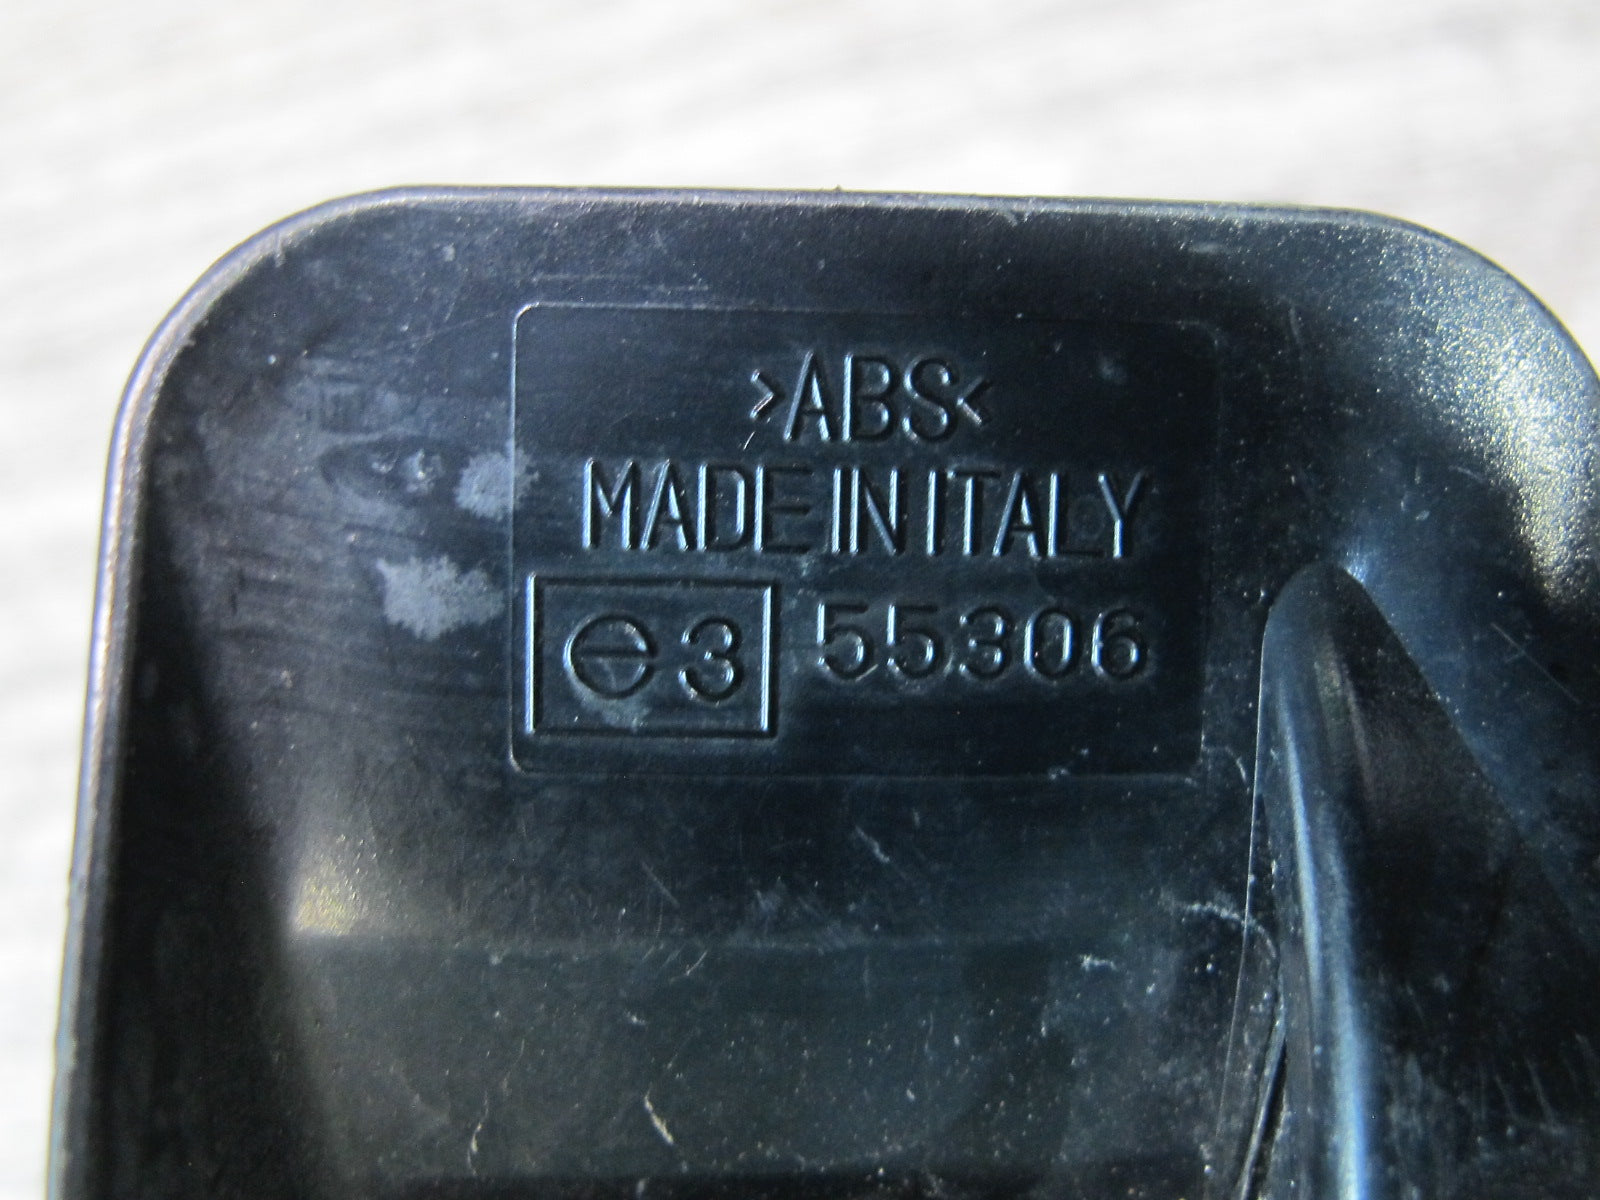 >ABS<
MADE IN ITALY
e3 55306